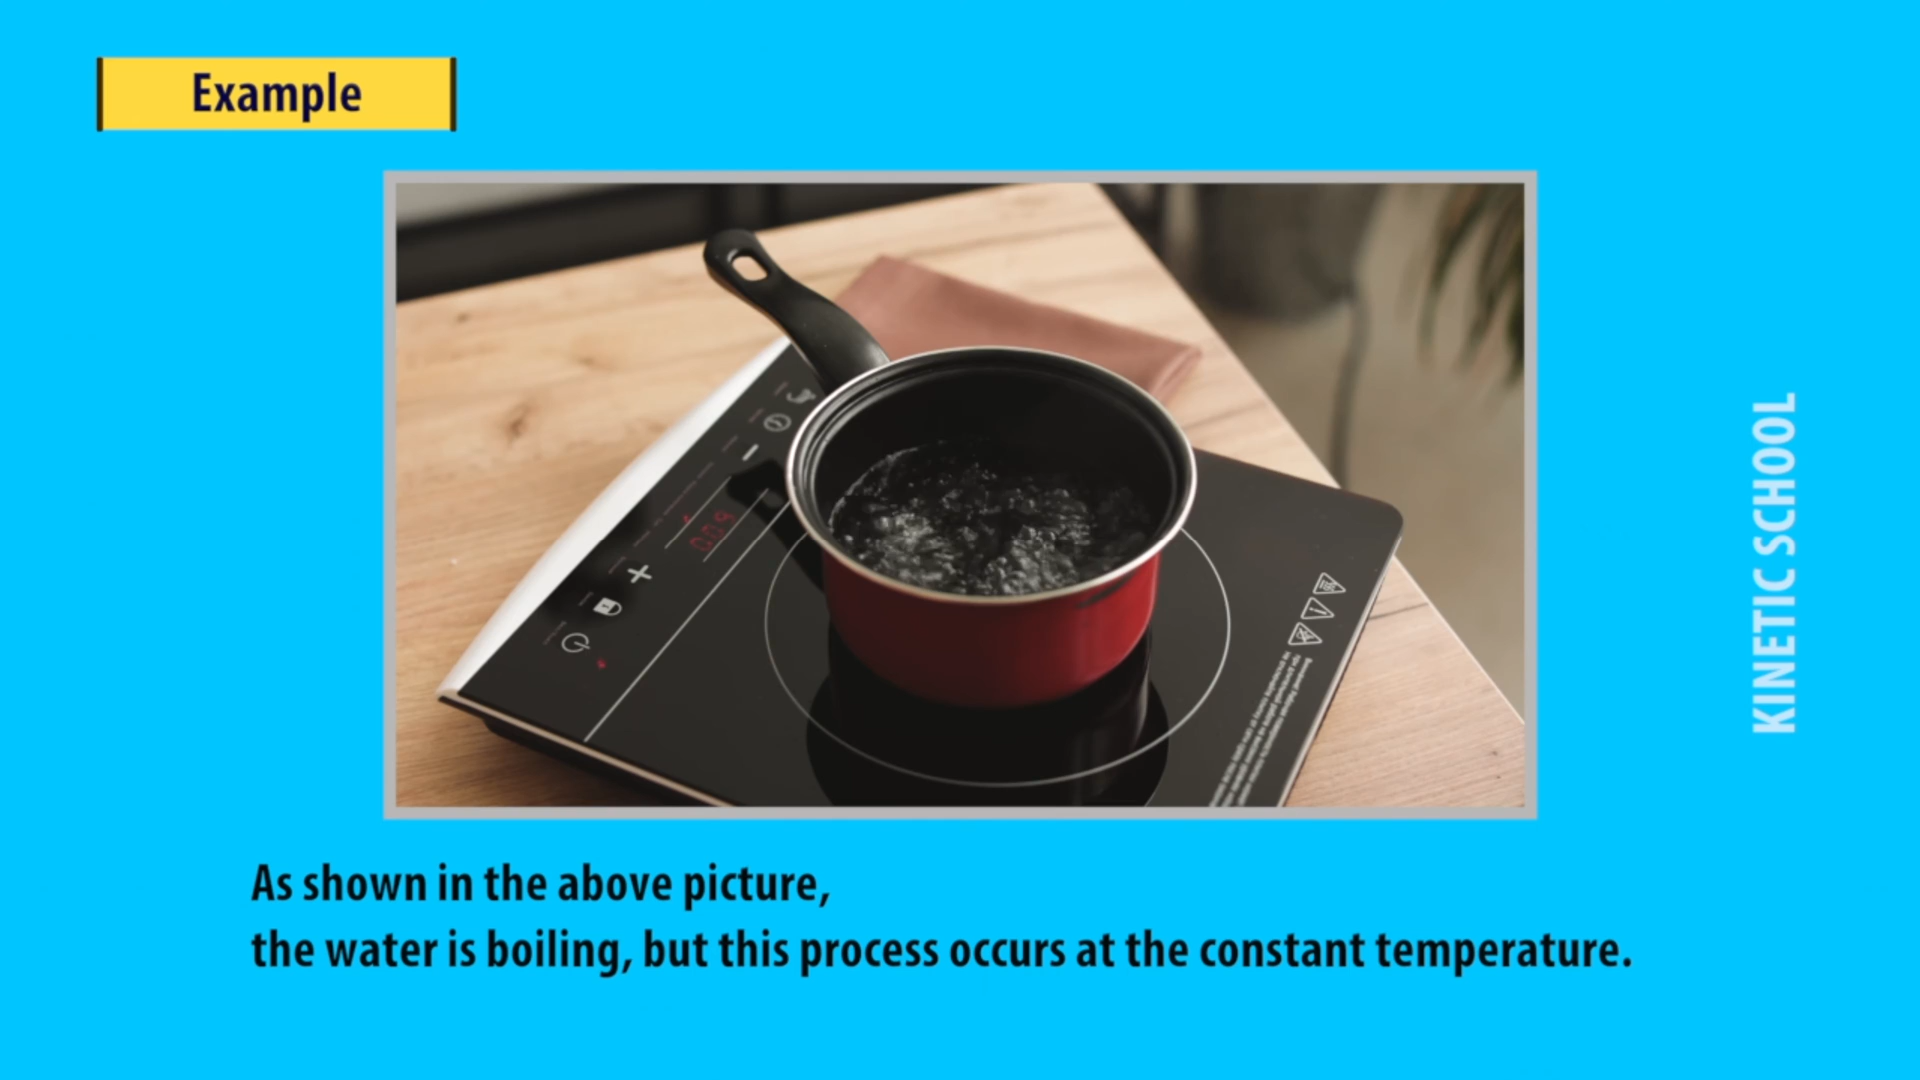 Example
As shown in the above picture,
the water is boiling, but this process occurs at the constant temperature.
KINETIC SCHOOL